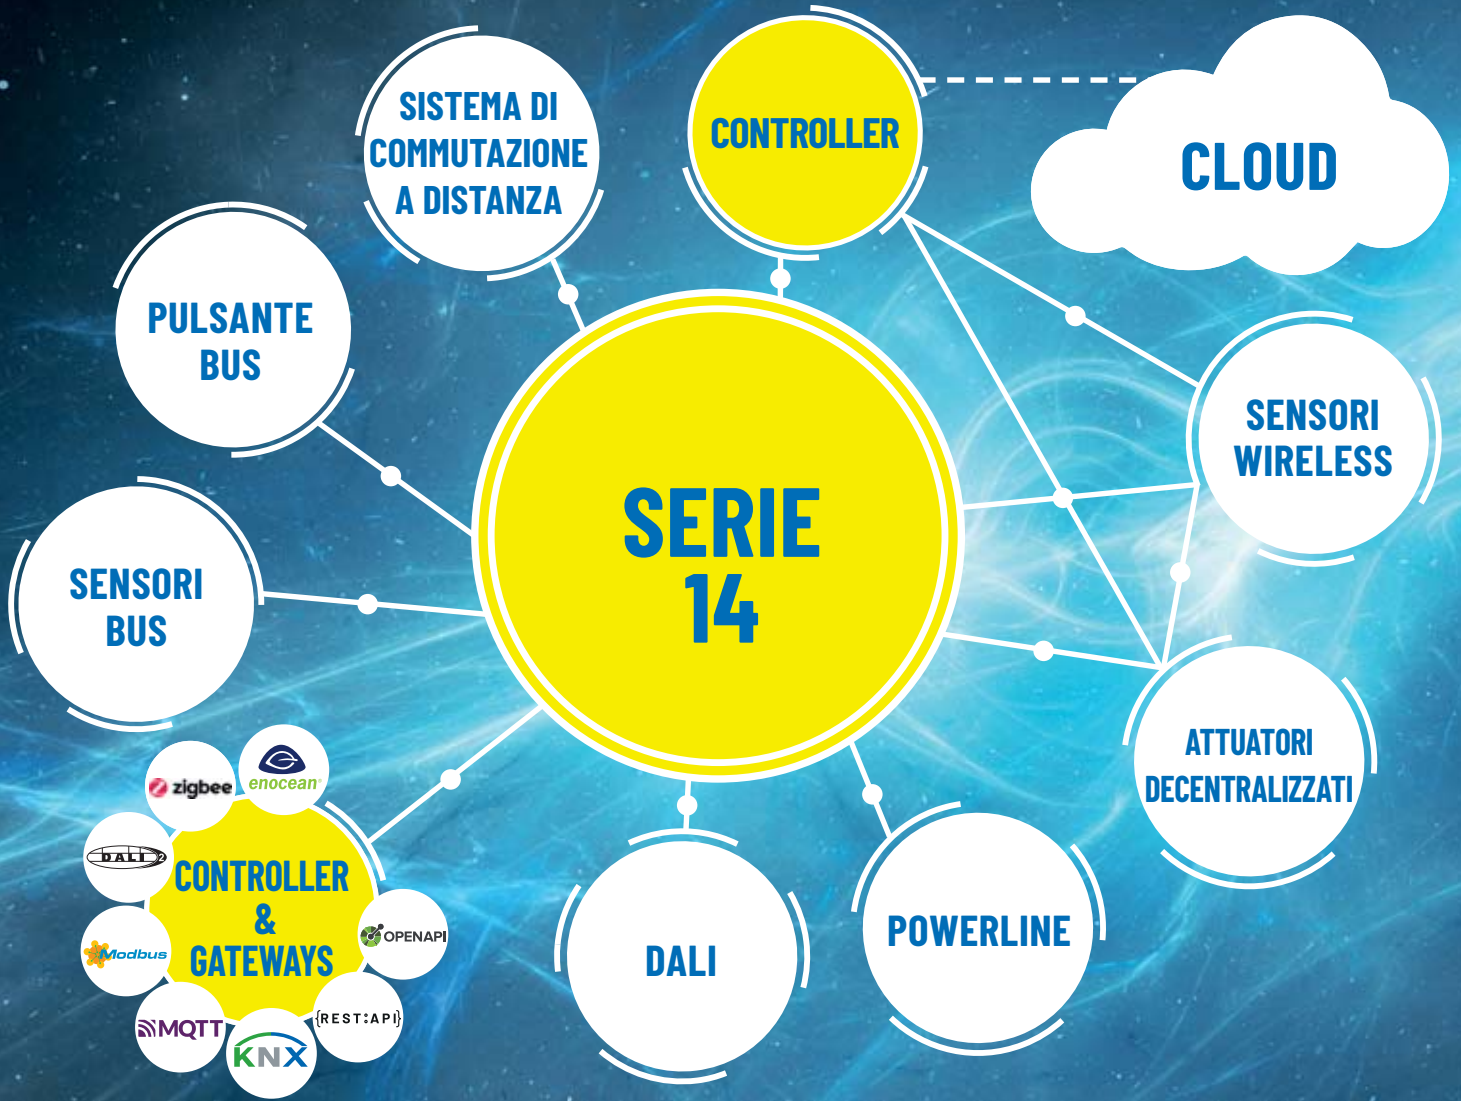 SISTEMA DI
COMMUTAZIONE
A DISTANZA
CONTROLLER
CLOUD
PULSANTE
BUS
SENSORI
WIRELESS
SERIE
14
SENSORI
BUS
ATTUATORI
DECENTRALIZZATI
zigbee
enocean®
DALI 2
CONTROLLER
&
GATEWAYS
Modbus
OPENAPI
MQTT
{REST:API}
KNX
DALI
POWERLINE